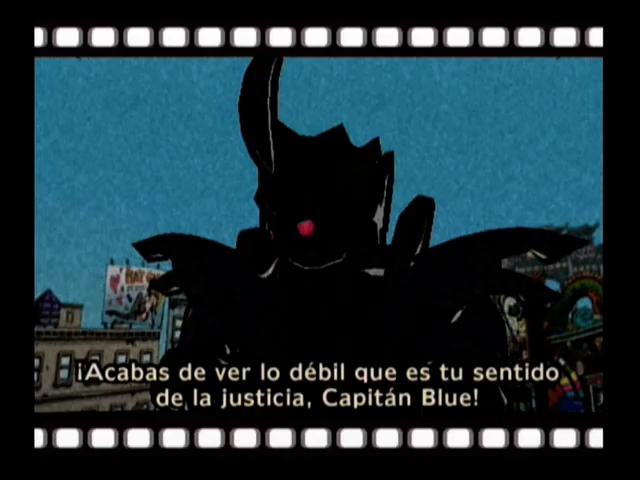 ¡Acabas de ver lo débil que es tu sentido
de la justicia, Capitán Blue!